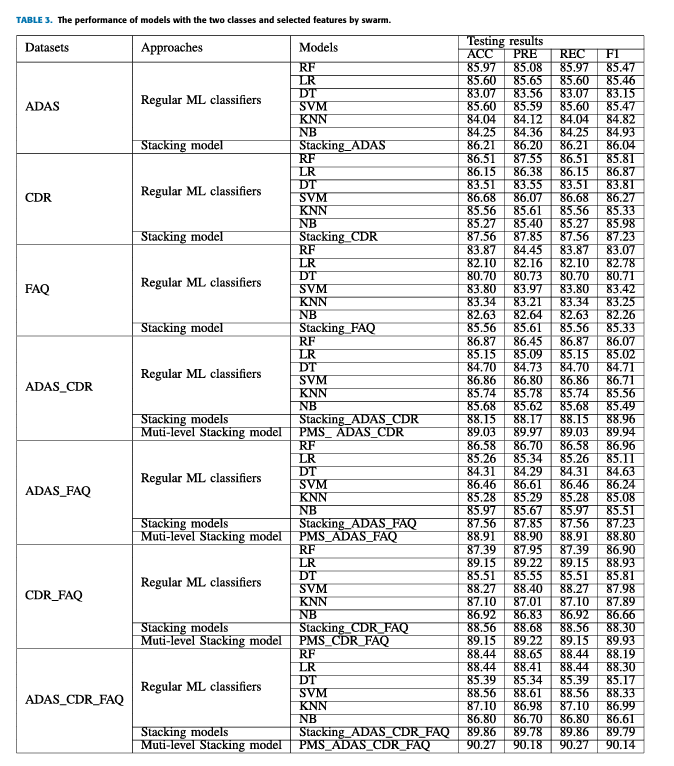 TABLE 3. The performance of models with the two classes and selected features by swarm.
Datasets Approaches Models Testing results
ACC PRE REC F1
ADAS Regular ML classifiers RF 85.97 85.08 85.97 85.47
LR 85.60 85.65 85.60 85.46
DT 83.07 83.56 83.07 83.15
SVM 85.60 85.59 85.60 85.47
KNN 84.04 84.12 84.04 84.82
NB 84.25 84.36 84.25 84.93
Stacking model Stacking_ADAS 86.21 86.20 86.21 86.04
CDR Regular ML classifiers RF 86.51 87.55 86.51 85.81
LR 86.15 86.38 86.15 86.87
DT 83.51 83.55 83.51 83.81
SVM 86.68 86.07 86.68 86.27
KNN 85.56 85.61 85.56 85.33
NB 85.27 85.40 85.27 85.98
Stacking model Stacking_CDR 87.56 87.85 87.56 87.23
FAQ Regular ML classifiers RF 83.87 84.45 83.87 83.07
LR 82.10 82.16 82.10 82.78
DT 80.70 80.73 80.70 80.71
SVM 83.80 83.97 83.80 83.42
KNN 83.34 83.21 83.34 83.25
NB 82.63 82.64 82.63 82.26
Stacking model Stacking_FAQ 85.56 85.61 85.56 85.33
ADAS_CDR Regular ML classifiers RF 86.87 86.45 86.87 86.07
LR 85.15 85.09 85.15 85.02
DT 84.70 84.73 84.70 84.71
SVM 86.86 86.80 86.86 86.71
KNN 85.74 85.78 85.74 85.56
NB 85.68 85.62 85.68 85.49
Stacking models Stacking_ADAS_CDR 88.15 88.17 88.15 88.96
Muti-level Stacking model PMS_ ADAS_CDR 89.03 89.97 89.03 89.94
ADAS_FAQ Regular ML classifiers RF 86.58 86.70 86.58 86.96
LR 85.26 85.34 85.26 85.11
DT 84.31 84.29 84.31 84.63
SVM 86.46 86.61 86.46 86.24
KNN 85.28 85.29 85.28 85.08
NB 85.97 85.67 85.97 85.51
Stacking models Stacking_ADAS_FAQ 87.56 87.85 87.56 87.23
Muti-level Stacking model PMS_ADAS_FAQ 88.91 88.90 88.91 88.80
CDR_FAQ Regular ML classifiers RF 87.39 87.95 87.39 86.90
LR 89.15 89.22 89.15 88.93
DT 85.51 85.55 85.51 85.81
SVM 88.27 88.40 88.27 87.98
KNN 87.10 87.01 87.10 87.89
NB 86.92 86.83 86.92 86.66
Stacking models Stacking_CDR_FAQ 88.56 88.68 88.56 88.30
Muti-level Stacking model PMS_CDR_FAQ 89.15 89.22 89.15 89.93
ADAS_CDR_FAQ Regular ML classifiers RF 88.44 88.65 88.44 88.19
LR 88.44 88.41 88.44 88.30
DT 85.39 85.34 85.39 85.17
SVM 88.56 88.61 88.56 88.33
KNN 87.10 86.98 87.10 86.99
NB 86.80 86.70 86.80 86.61
Stacking models Stacking_ADAS_CDR_FAQ 89.86 89.78 89.86 89.79
Muti-level Stacking model PMS_ADAS_CDR_FAQ 90.27 90.18 90.27 90.14